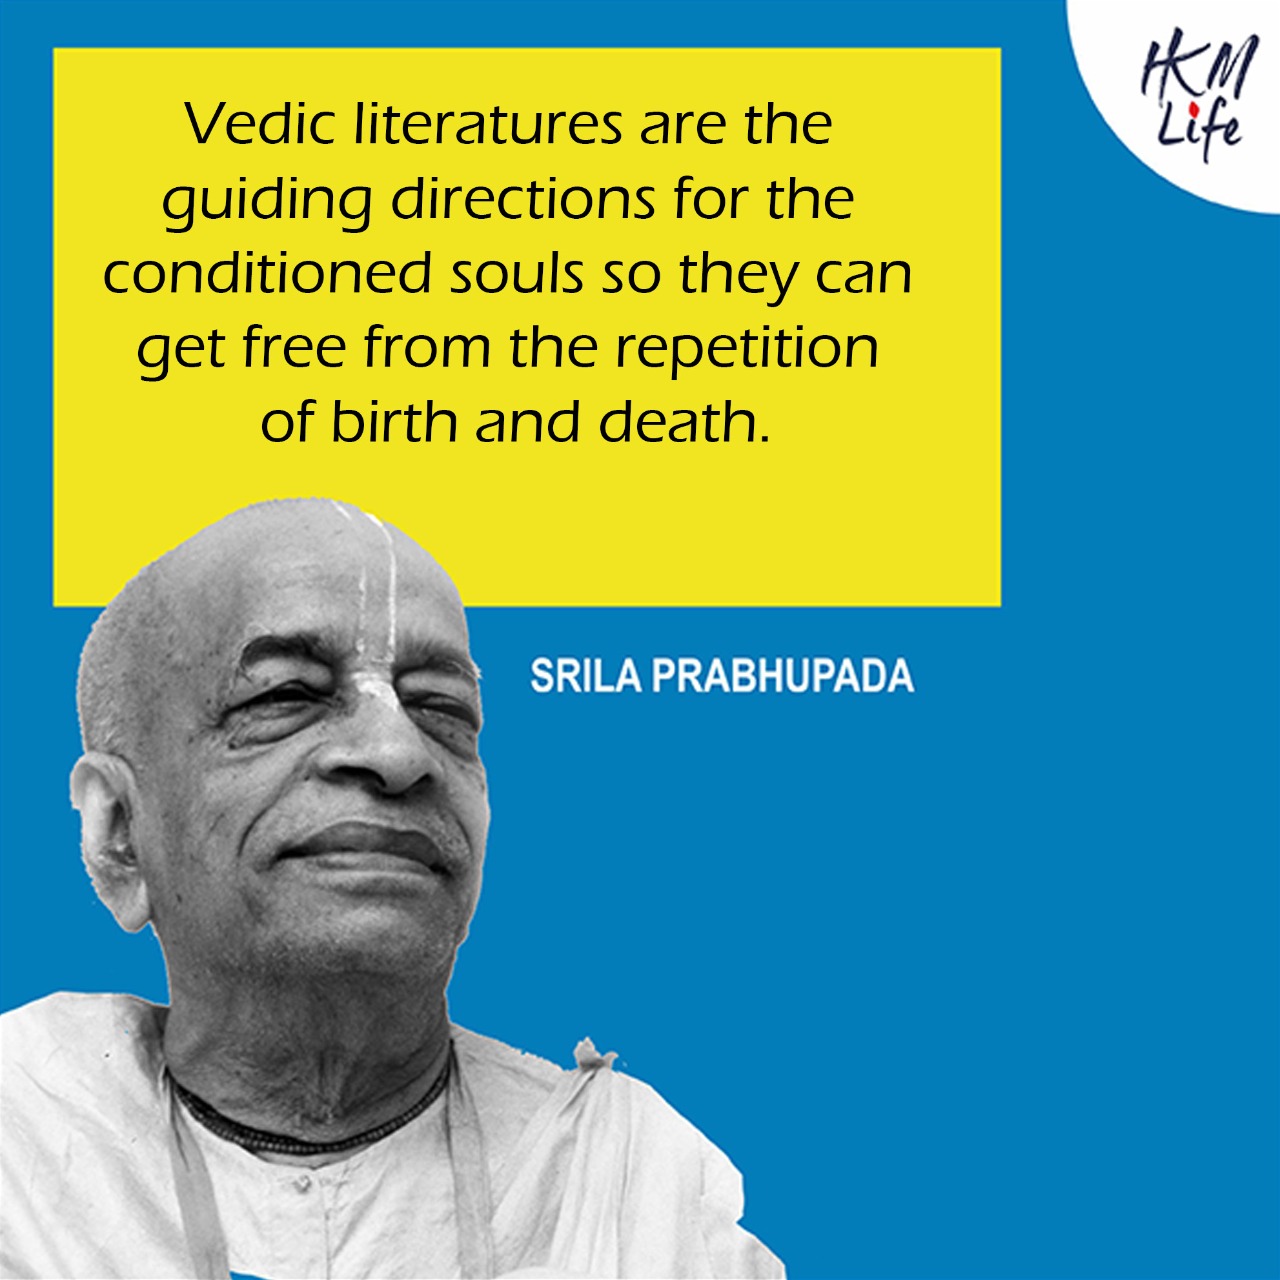 HKM
Life
Vedic literatures are the
guiding directions for the
conditioned souls so they can
get free from the repetition
of birth and death.
SRILA PRABHUPADA